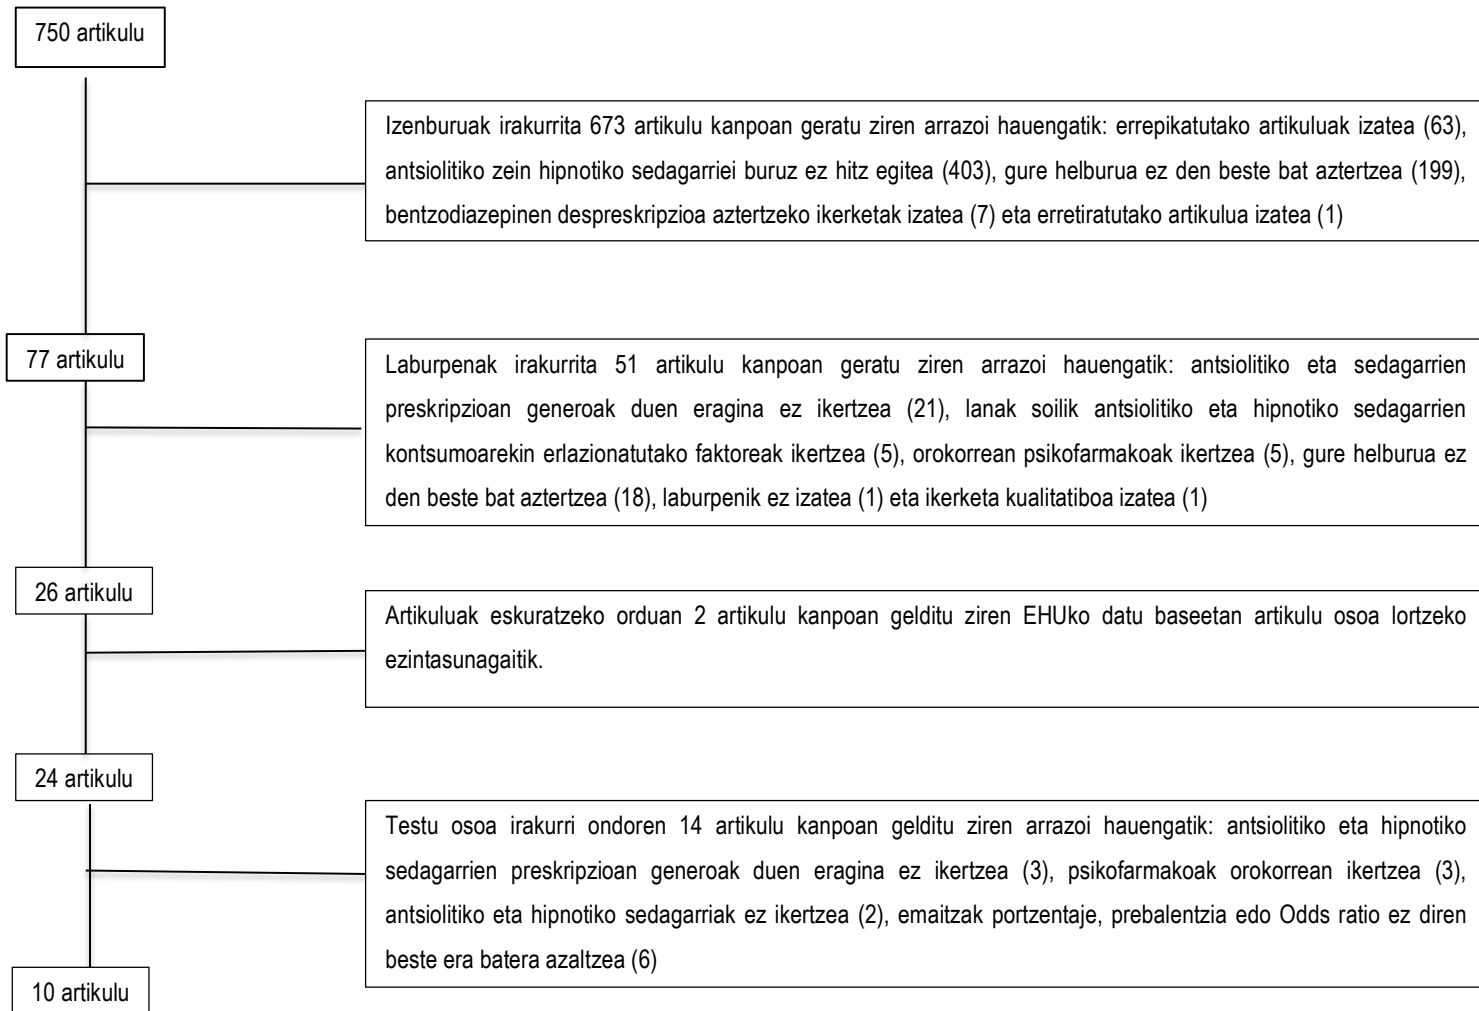 750 artikulu
Izenburuak irakurrita 673 artikulu kanpoan geratu ziren arrazoi hauengatik: errepikatutako artikuluak izatea (63),
antsiolitiko zein hipnotiko sedagarriei buruz ez hitz egitea (403), gure helburua ez den beste bat aztertzea (199),
bentzodiazepinen despreskripzioa aztertzeko ikerketak izatea (7) eta erretiratutako artikulua izatea (1)
77 artikulu
Laburpenak irakurrita 51 artikulu kanpoan geratu ziren arrazoi hauengatik: antsiolitiko eta sedagarrien
preskripzioan generoak duen eragina ez ikertzea (21), lanak soilik antsiolitiko eta hipnotiko sedagarrien
kontsumoarekin erlazionatutako faktoreak ikertzea (5), orokorrean psikofarmakoak ikertzea (5), gure helburua ez
den beste bat aztertzea (18), laburpenik ez izatea (1) eta ikerketa kualitatiboa izatea (1)
26 artikulu
Artikuluak eskuratzeko orduan 2 artikulu kanpoan gelditu ziren EHUko datu baseetan artikulu osoa lortzeko
ezintasunagaitik.
24 artikulu
Testu osoa irakurri ondoren 14 artikulu kanpoan gelditu ziren arrazoi hauengatik: antsiolitiko eta hipnotiko
sedagarrien preskripzioan generoak duen eragina ez ikertzea (3), psikofarmakoak orokorrean ikertzea (3),
antsiolitiko eta hipnotiko sedagarriak ez ikertzea (2), emaitzak portzentaje, prebalentzia edo Odds ratio ez diren
beste era batera azaltzea (6)
10 artikulu